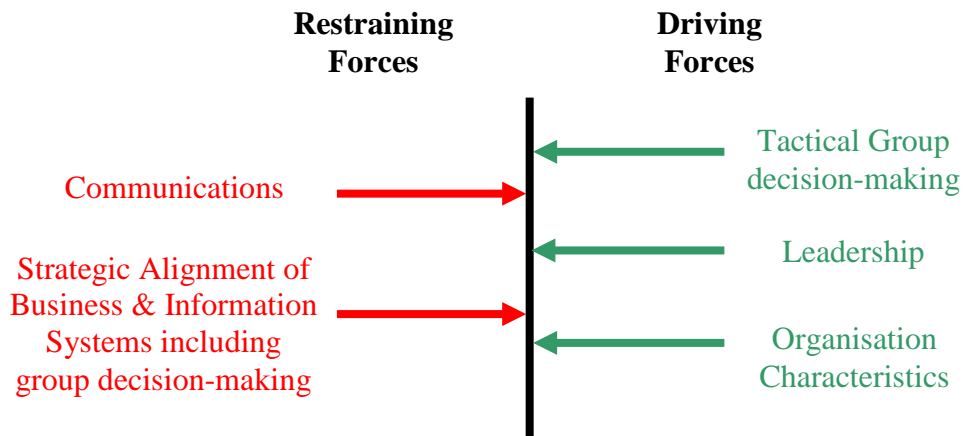 Restraining
Forces
Driving
Forces
Communications
Strategic Alignment of
Business & Information
Systems including
group decision-making
Tactical Group
decision-making
Leadership
Organisation
Characteristics